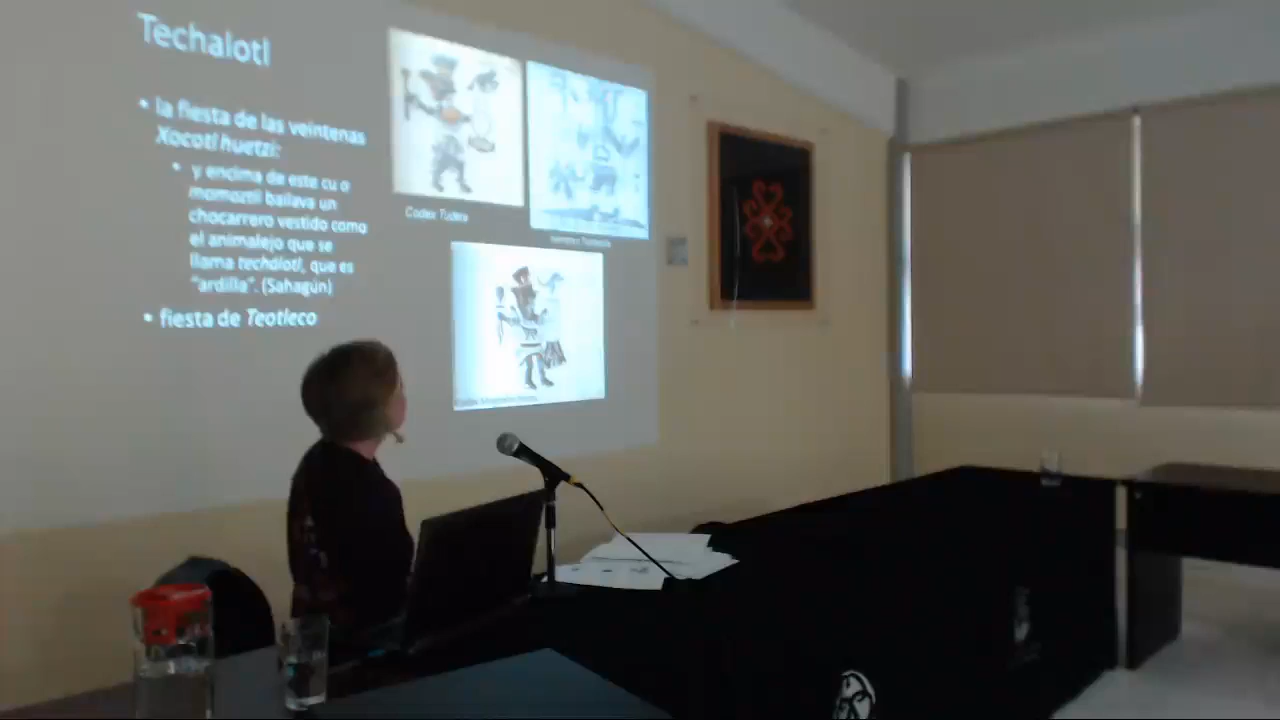 Techalotl
• la fiesta de las veintenas
Xocotl huetzi:
• y encima de este cu o
momoztli bailava un
chocarrero vestido como
el animalejo que se
llama techálotl, que es
"ardilla". (Sahagún)
• fiesta de Teotleco
Codex Tudela